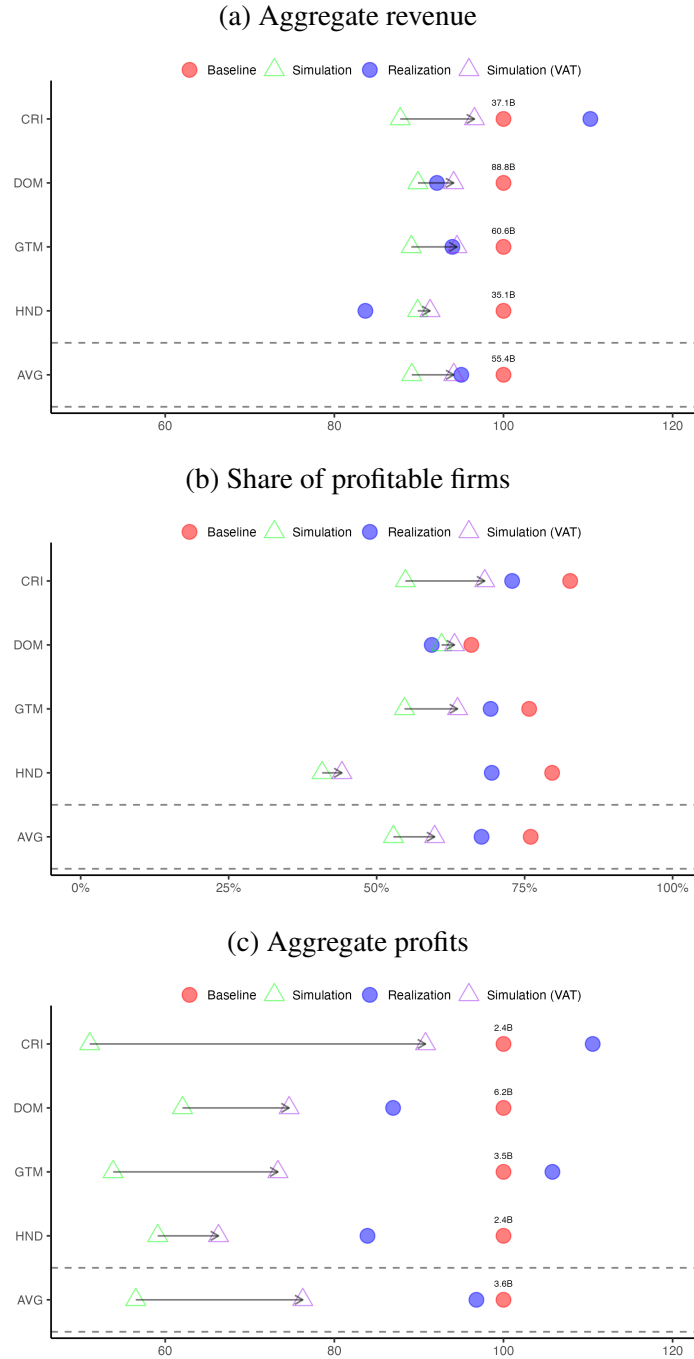 (a) Aggregate revenue
Baseline Simulation Realization Simulation (VAT)
CRI 37.1B
DOM 88.8B
GTM 60.6B
HND 35.1B
AVG 55.4B
60 80 100 120
(b) Share of profitable firms
Baseline Simulation Realization Simulation (VAT)
CRI
DOM
GTM
HND
AVG
0% 25% 50% 75% 100%
(c) Aggregate profits
Baseline Simulation Realization Simulation (VAT)
CRI 2.4B
DOM 6.2B
GTM 3.5B
HND 2.4B
AVG 3.6B
60 80 100 120